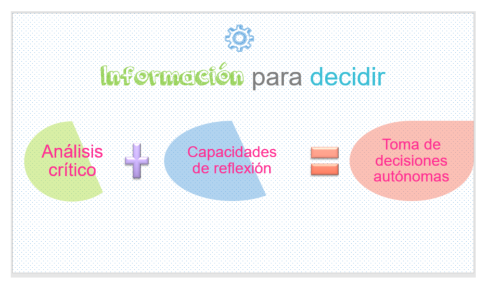 Información para decidir
Análisis
crítico
+
Capacidades
de reflexión
=
Toma de
decisiones
autónomas